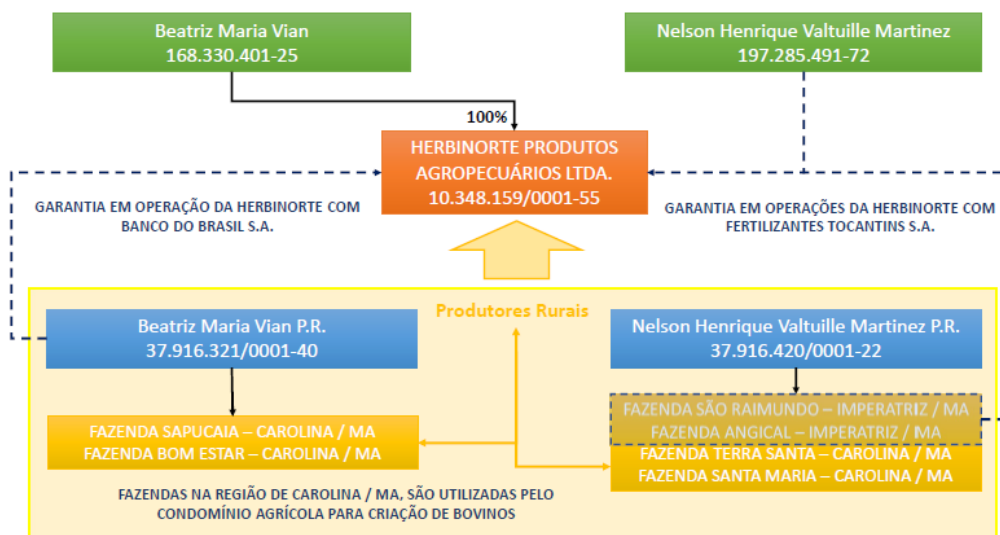 Beatriz Maria Vian
168.330.401-25
Nelson Henrique Valtuille Martinez
197.285.491-72
100%
HERBINORTE PRODUTOS
AGROPECUÁRIOS LTDA.
10.348.159/0001-55
GARANTIA EM OPERAÇÃO DA HERBINORTE COM
BANCO DO BRASIL S.A.
GARANTIA EM OPERAÇÕES DA HERBINORTE COM
FERTILIZANTES TOCANTINS S.A.
Produtores Rurais
Beatriz Maria Vian P.R.
37.916.321/0001-40
Nelson Henrique Valtuille Martinez P.R.
37.916.420/0001-22
FAZENDA SAPUCAIA – CAROLINA / MA
FAZENDA BOM ESTAR – CAROLINA / MA
FAZENDA SÃO RAIMUNDO – IMPERATRIZ / MA
FAZENDA ANGICAL – IMPERATRIZ / MA
FAZENDA TERRA SANTA – CAROLINA / MA
FAZENDA SANTA MARIA – CAROLINA / MA
FAZENDAS NA REGIÃO DE CAROLINA / MA, SÃO UTILIZADAS PELO
CONDOMÍNIO AGRÍCOLA PARA CRIAÇÃO DE BOVINOS